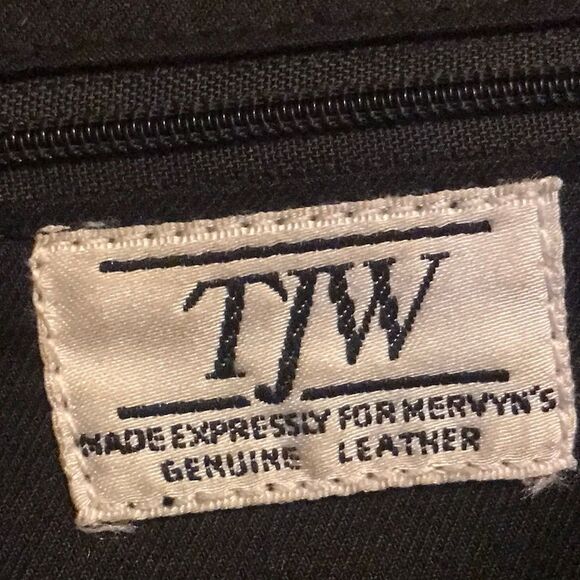 TJW
MADE EXPRESSLY FOR MERVYN'S
GENUINE LEATHER